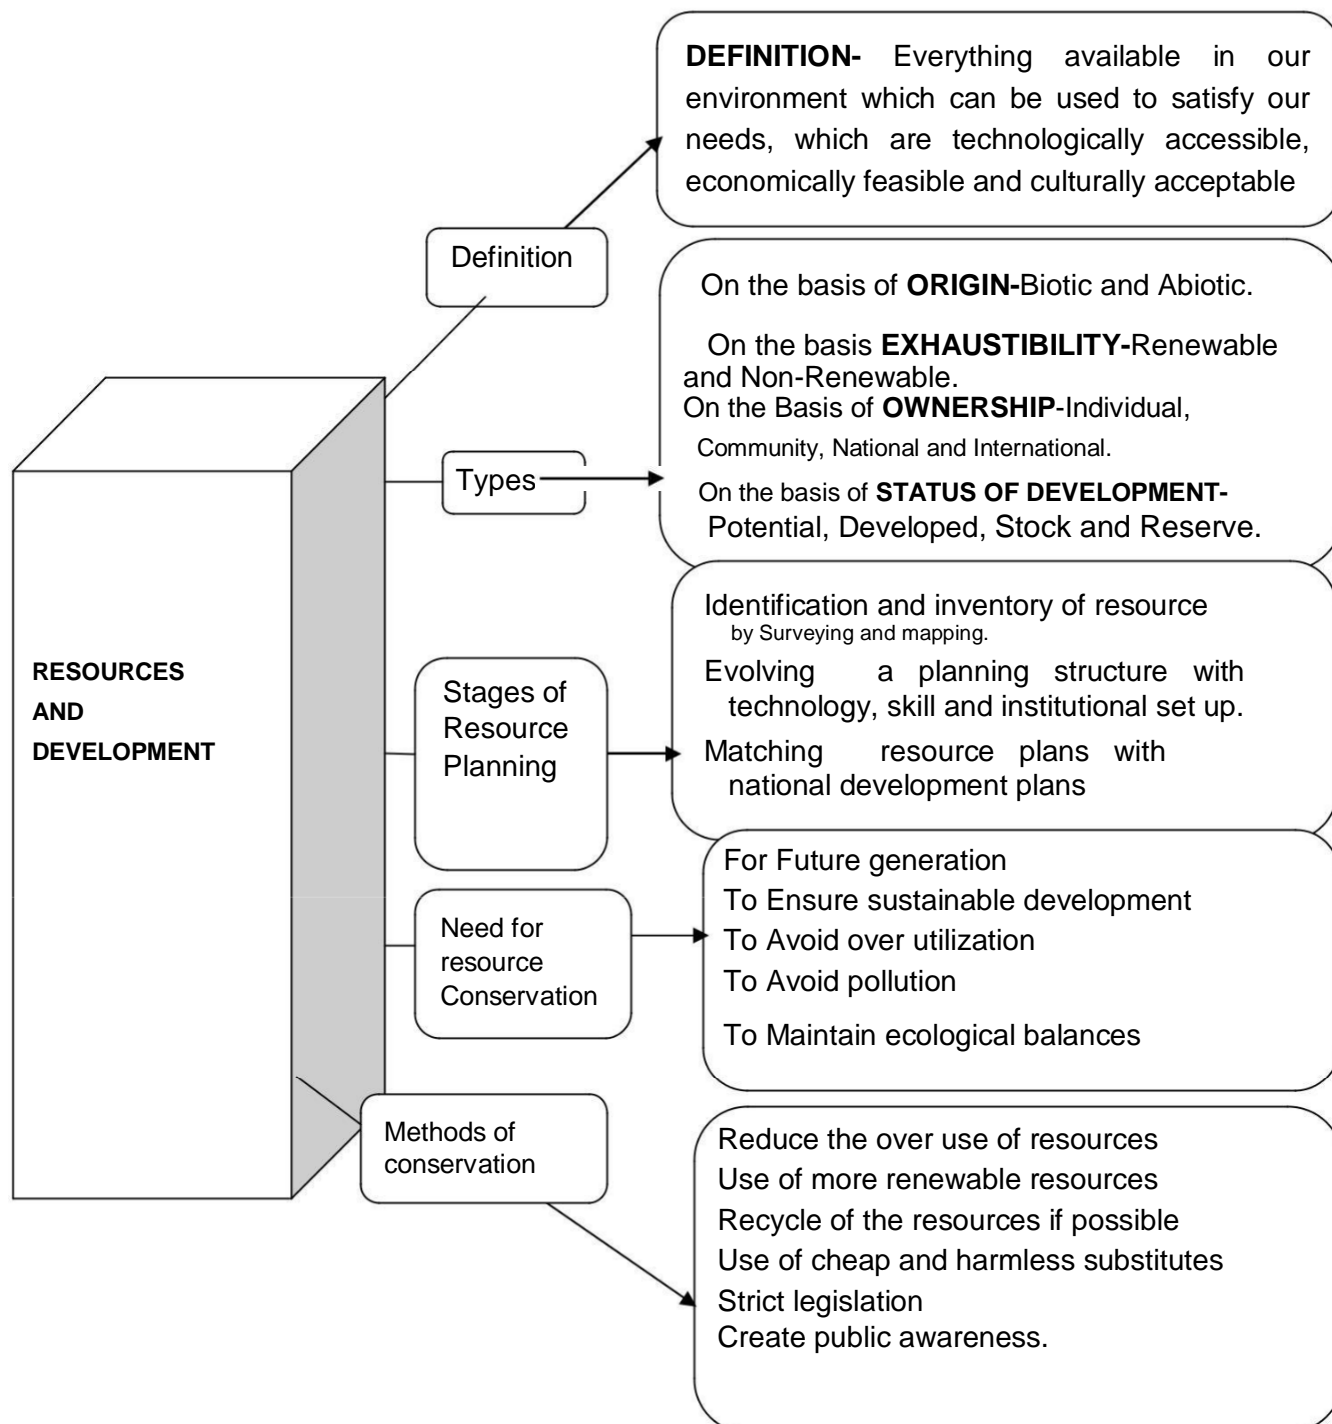 DEFINITION- Everything available in our
environment which can be used to satisfy our
needs, which are technologically accessible,
economically feasible and culturally acceptable
Definition
On the basis of ORIGIN-Biotic and Abiotic.
On the basis EXHAUSTIBILITY-Renewable
and Non-Renewable.
On the Basis of OWNERSHIP-Individual,
Community, National and International.
On the basis of STATUS OF DEVELOPMENT-
Potential, Developed, Stock and Reserve.
Types
RESOURCES
AND
DEVELOPMENT
Stages of
Resource
Planning
Identification and inventory of resource
by Surveying and mapping.
Evolving a planning structure with
technology, skill and institutional set up.
Matching resource plans with
national development plans
Need for
resource
Conservation
For Future generation
To Ensure sustainable development
To Avoid over utilization
To Avoid pollution
To Maintain ecological balances
Methods of
conservation
Reduce the over use of resources
Use of more renewable resources
Recycle of the resources if possible
Use of cheap and harmless substitutes
Strict legislation
Create public awareness.